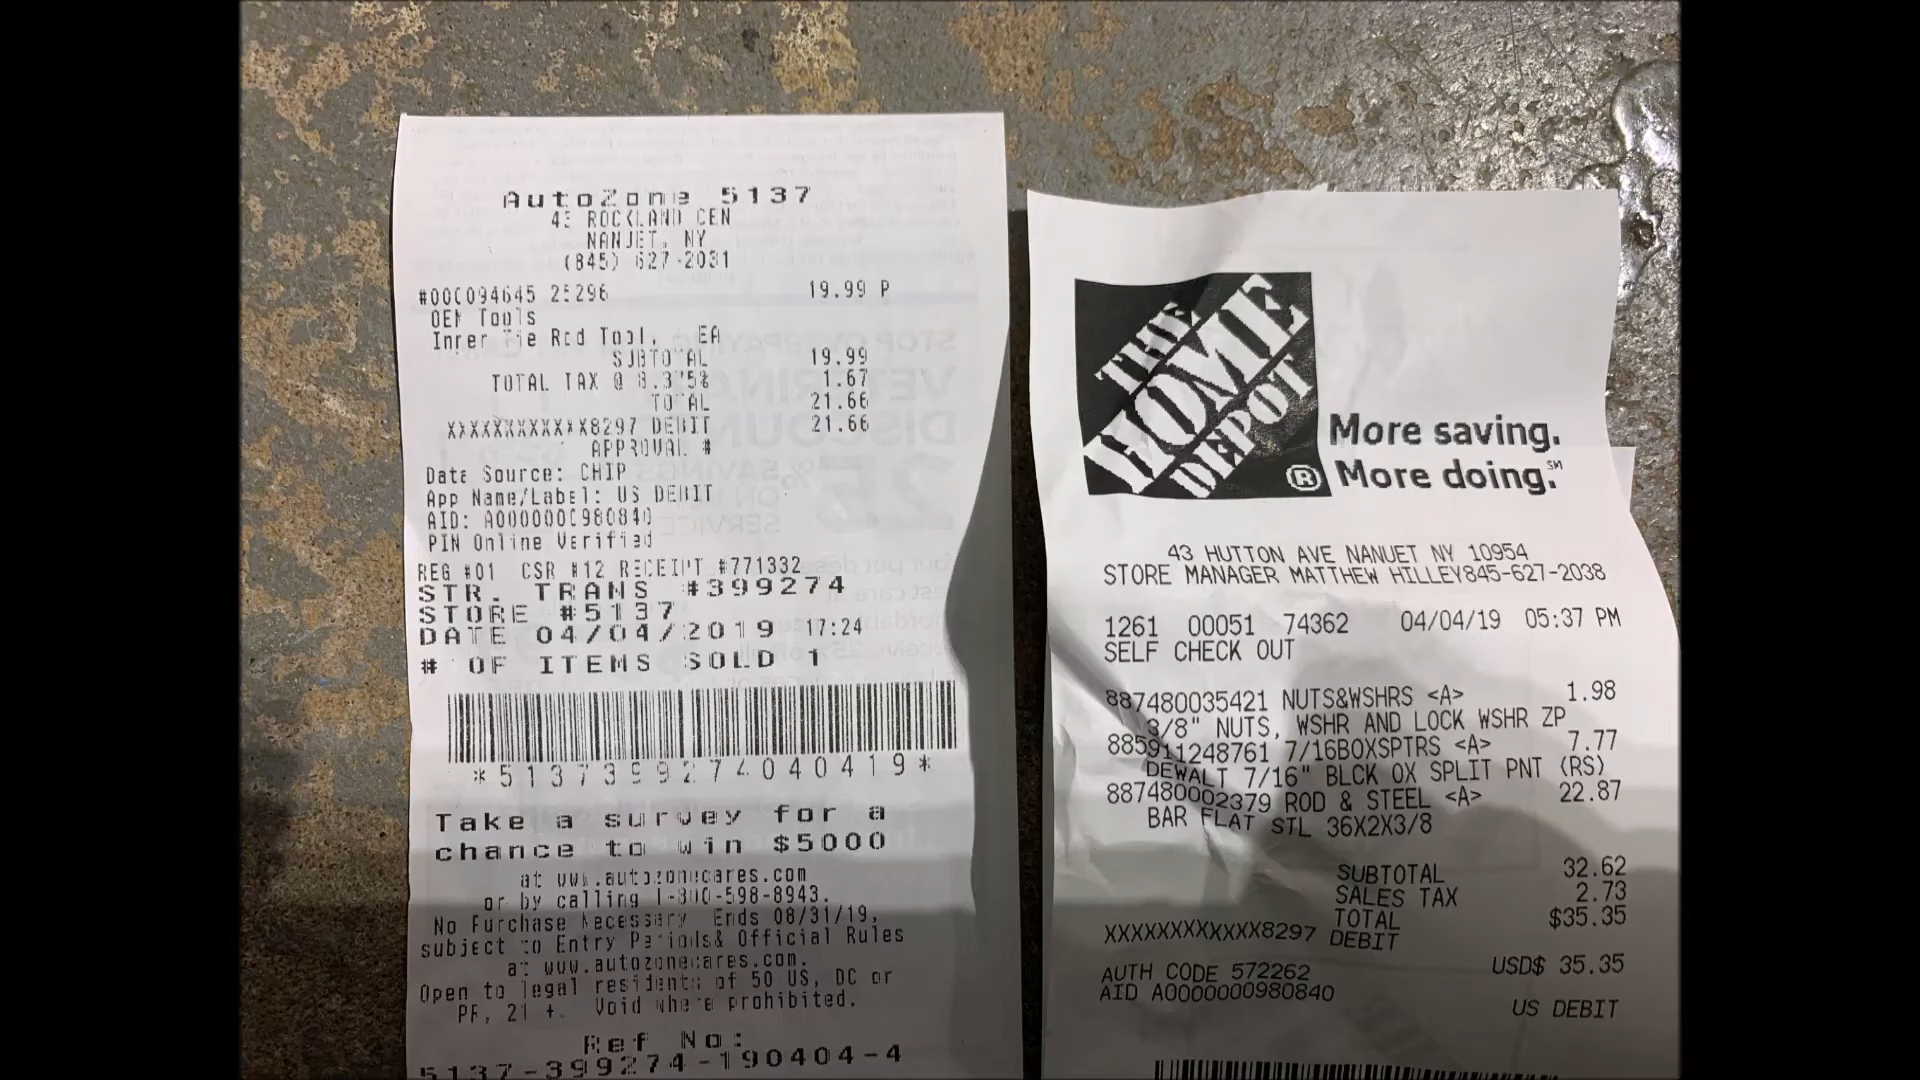 AutoZone 5137
43 ROCKLAND CEN
NANUET, NY
(845) 627-2031
#000094645 25296 19.99 P
OEM Tools
Inner Tie Rod Tool, EA
SUBTOTAL 19.99
TOTAL TAX @ 8.375% 1.67
TOTAL 21.66
XXXXXXXXXXXX8297 DEBIT 21.66
APPROVAL #
Data Source: CHIP
App Name/Label: US DEBIT
AID: A0000000980840
PIN Online Verified
REG #01 CSR #12 RECEIPT #771332
STR. TRANS #399274
STORE #5137
DATE 04/04/2019 17:24
# OF ITEMS SOLD 1
*5137399274040419*
Take a survey for a
chance to win $5000
at www.autozonecares.com
or by calling 1-800-598-8943.
No Purchase Necessary Ends 08/31/19,
subject to Entry Periods& Official Rules
at www.autozonecares.com.
Open to legal residents of 50 US, DC or
PR, 21 +. Void where prohibited.
Ref No:
5137-399274-190404-4
THE
HOME
DEPOT
®
More saving.
More doing.℠
43 HUTTON AVE NANUET NY 10954
STORE MANAGER MATTHEW HILLEY845-627-2038
1261 00051 74362 04/04/19 05:37 PM
SELF CHECK OUT
887480035421 NUTS&WSHRS <A> 1.98
3/8" NUTS, WSHR AND LOCK WSHR ZP
885911248761 7/16BOXSPTRS <A> 7.77
DEWALT 7/16" BLCK OX SPLIT PNT (RS)
887480002379 ROD & STEEL <A> 22.87
BAR FLAT STL 36X2X3/8
SUBTOTAL 32.62
SALES TAX 2.73
TOTAL $35.35
XXXXXXXXXXXX8297 DEBIT
USD$ 35.35
AUTH CODE 572262
AID A0000000980840
US DEBIT